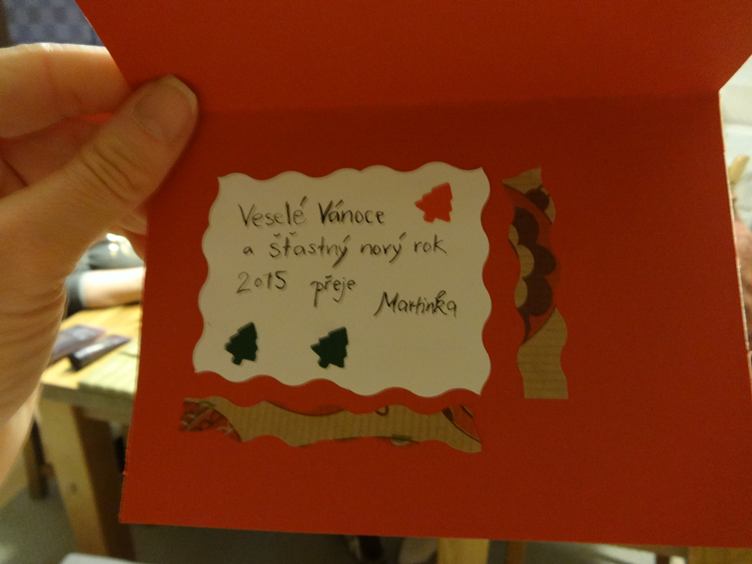 Veselé Vánoce
a šťastný nový rok
2015 přeje
Martinka